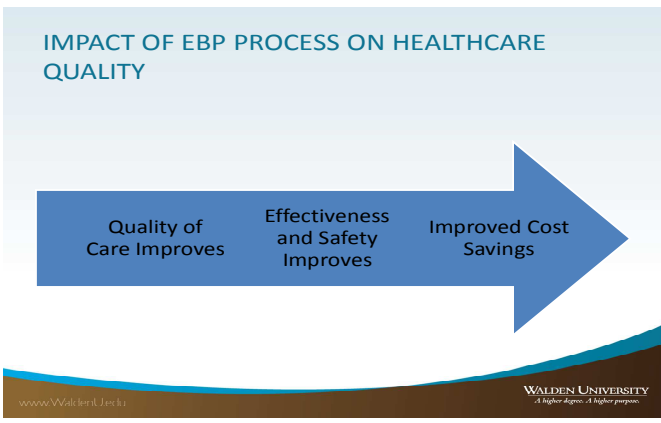 IMPACT OF EBP PROCESS ON HEALTHCARE
QUALITY
Quality of
Care Improves
Effectiveness
and Safety
Improves
Improved Cost
Savings
www.WaldenU.edu
WALDEN UNIVERSITY
A higher degree. A higher purpose.